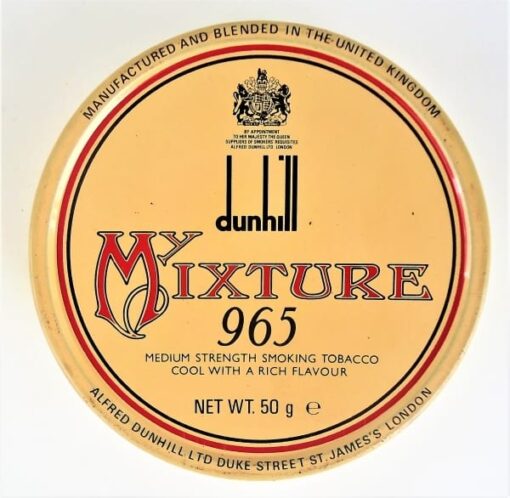 MANUFACTURED AND BLENDED IN THE UNITED KINGDOM
BY APPOINTMENT
TO HER MAJESTY THE QUEEN
SUPPLIERS OF SMOKERS' REQUISITES
ALFRED DUNHILL LTD LONDON
dunhill
MY MIXTURE
965
MEDIUM STRENGTH SMOKING TOBACCO
COOL WITH A RICH FLAVOUR
NET WT. 50 g ℮
ALFRED DUNHILL LTD DUKE STREET ST. JAMES'S LONDON